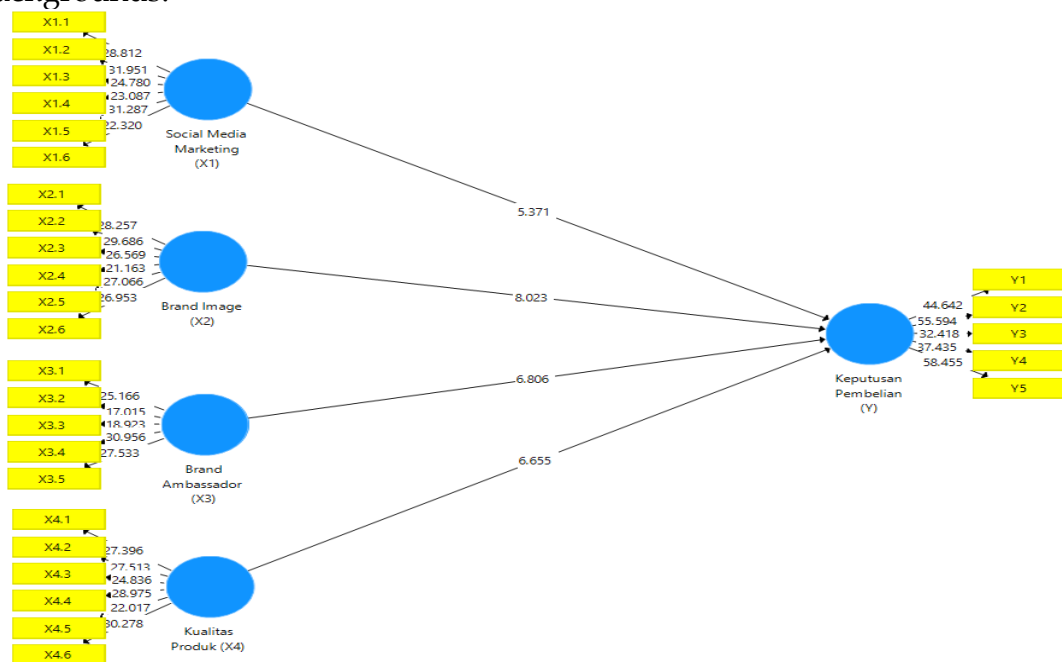 ackgrounds.
X1.1
X1.2
X1.3
X1.4
X1.5
X1.6
28.812
31.951
24.780
23.087
31.287
22.320
Social Media
Marketing
(X1)
5.371
X2.1
X2.2
X2.3
X2.4
X2.5
X2.6
28.257
29.686
26.569
21.163
27.066
26.953
Brand Image
(X2)
8.023
X3.1
X3.2
X3.3
X3.4
X3.5
25.166
17.015
18.923
30.956
27.533
Brand
Ambassador
(X3)
6.806
X4.1
X4.2
X4.3
X4.4
X4.5
X4.6
27.396
27.513
24.836
28.975
22.017
30.278
Kualitas
Produk (X4)
6.655
Keputusan
Pembelian
(Y)
44.642
55.594
32.418
37.435
58.455
Y1
Y2
Y3
Y4
Y5